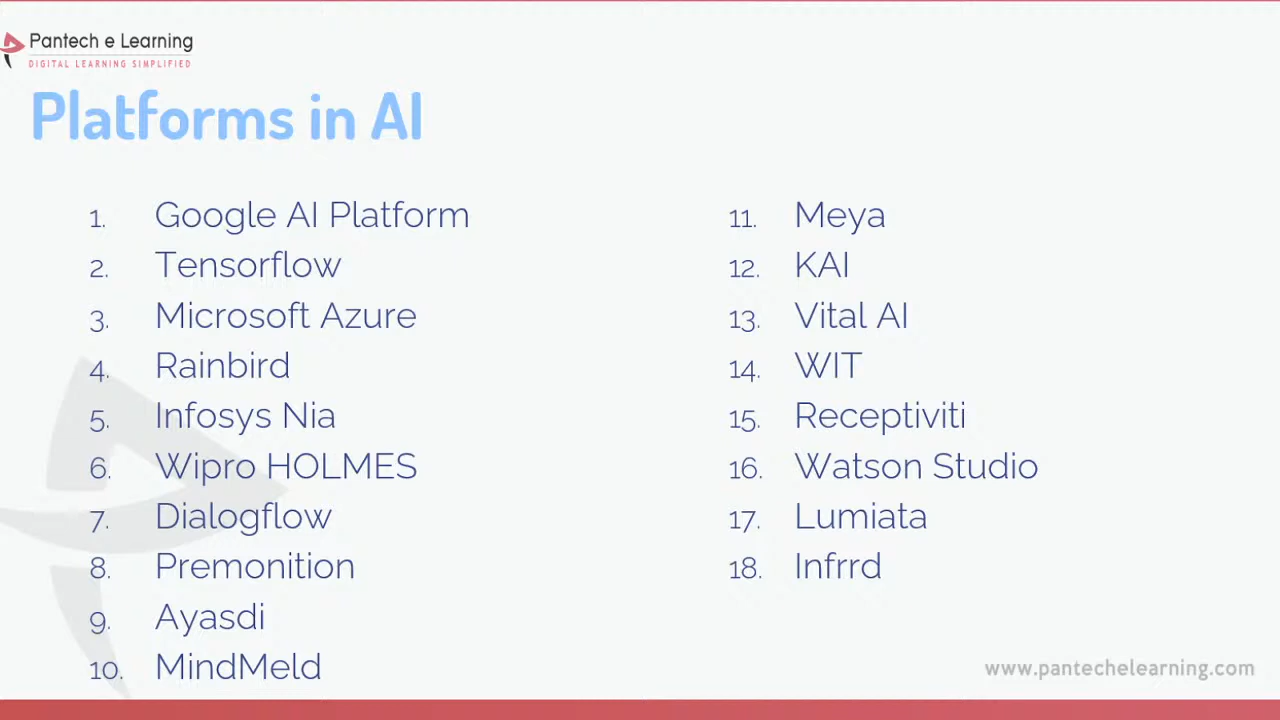 Pantech e Learning
DIGITAL LEARNING SIMPLIFIED
Platforms in AI
1. Google AI Platform
2. Tensorflow
3. Microsoft Azure
4. Rainbird
5. Infosys Nia
6. Wipro HOLMES
7. Dialogflow
8. Premonition
9. Ayasdi
10. MindMeld
11. Meya
12. KAI
13. Vital AI
14. WIT
15. Receptiviti
16. Watson Studio
17. Lumiata
18. Infrrd
www.pantechelearning.com